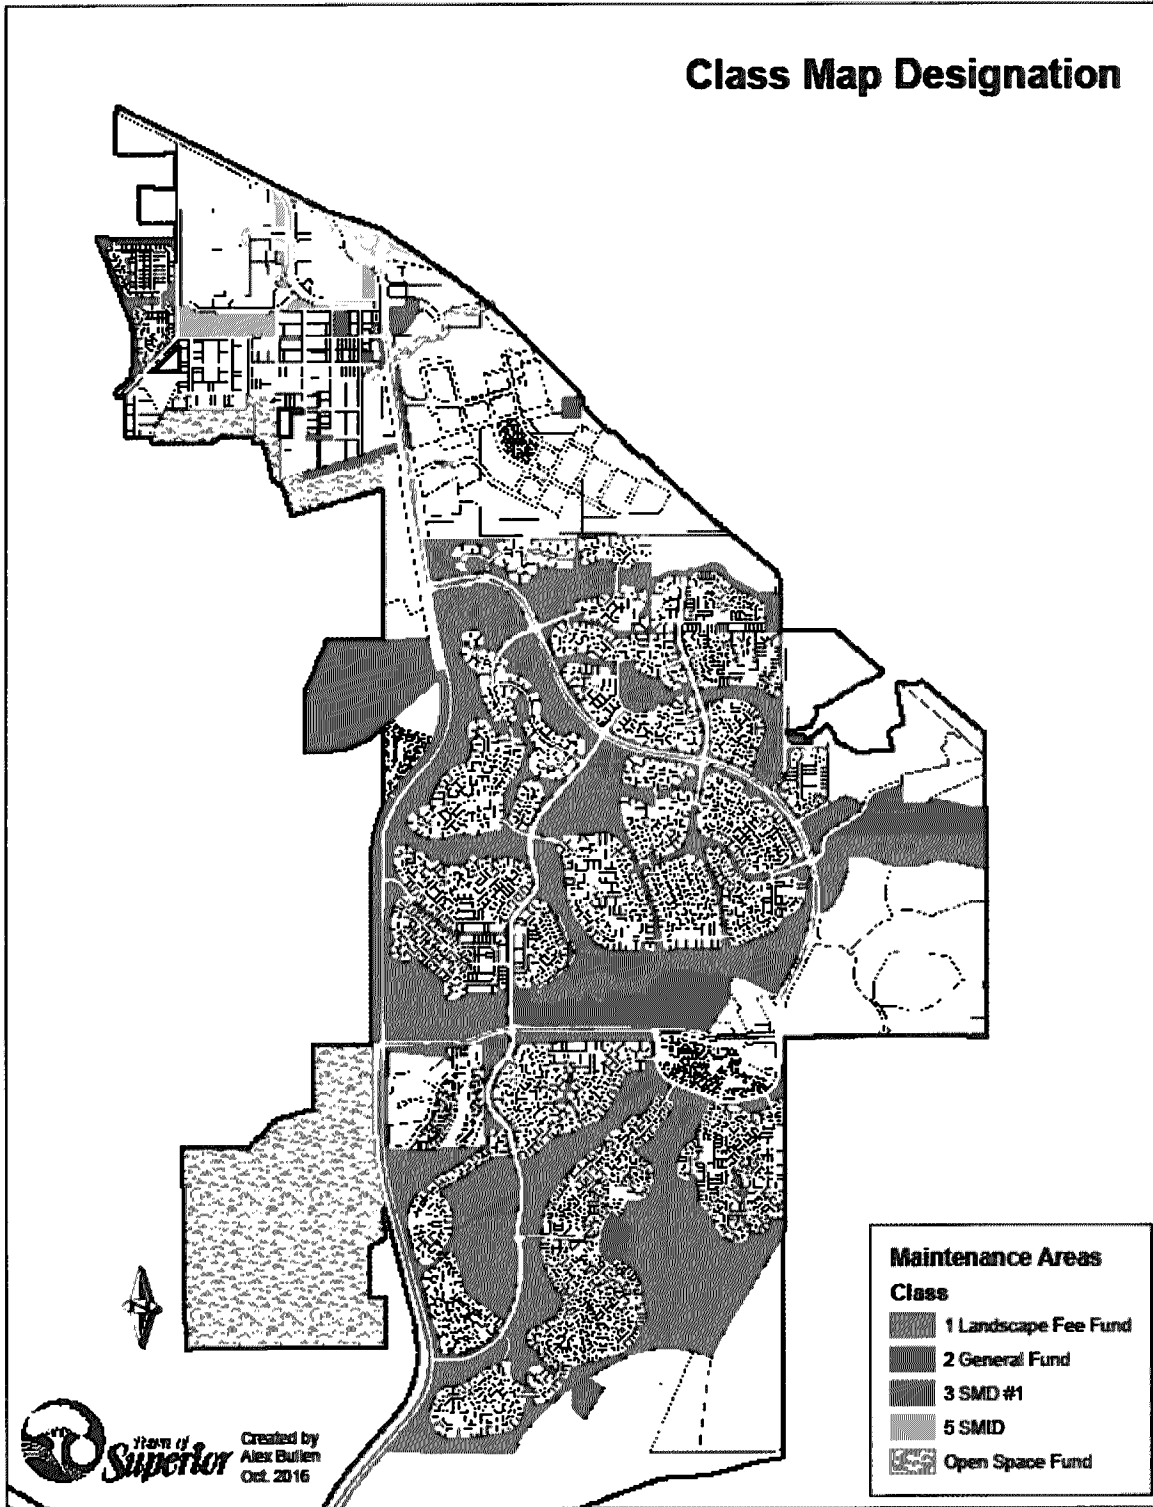 Class Map Designation
Maintenance Areas
Class
1 Landscape Fee Fund
2 General Fund
3 SMD #1
5 SMID
Open Space Fund
Town of
Superior
Created by
Alex Bullen
Oct. 2016